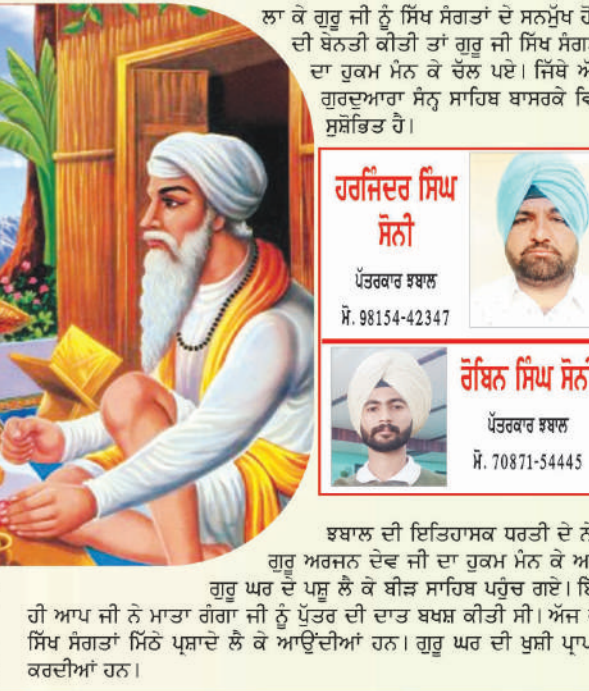 ਲਾ ਕੇ ਗੁਰੂ ਜੀ ਨੂੰ ਸਿੱਖ ਸੰਗਤਾਂ ਦੇ ਸਨਮੁੱਖ
ਦੀ ਬੇਨਤੀ ਕੀਤੀ ਤਾਂ ਗੁਰੂ ਜੀ ਸਿੱਖ
ਦਾ ਹੁਕਮ ਮੰਨ ਕੇ ਚੱਲ ਪਏ। ਜਿੱਥੇ
ਗੁਰਦੁਆਰਾ ਸੰਨ੍ਹ ਸਾਹਿਬ ਬਾਸਰਕੇ
ਸੁਸ਼ੋਭਿਤ ਹੈ।
ਹਰਜਿੰਦਰ ਸਿੰਘ
ਸੋਨੀ
ਪੱਤਰਕਾਰ ਝਬਾਲ
ਮੋ. 98154-42347
ਰੋਬਿਨ ਸਿੰਘ ਸੋਨੀ
ਪੱਤਰਕਾਰ ਝਬਾਲ
ਮੋ. 70871-54445
ਝਬਾਲ ਦੀ ਇਤਿਹਾਸਕ ਧਰਤੀ ਦੇ
ਗੁਰੂ ਅਰਜਨ ਦੇਵ ਜੀ ਦਾ ਹੁਕਮ ਮੰਨ ਕੇ
ਗੁਰੂ ਘਰ ਦੇ ਪਸ਼ੂ ਲੈ ਕੇ ਬੀੜ ਸਾਹਿਬ ਪਹੁੰਚ ਗਏ।
ਹੀ ਆਪ ਜੀ ਨੇ ਮਾਤਾ ਗੰਗਾ ਜੀ ਨੂੰ ਪੁੱਤਰ ਦੀ ਦਾਤ ਬਖਸ਼ ਕੀਤੀ ਸੀ। ਅੱਜ
ਸਿੱਖ ਸੰਗਤਾਂ ਮਿੱਠੇ ਪ੍ਰਸ਼ਾਦੇ ਲੈ ਕੇ ਆਉਂਦੀਆਂ ਹਨ। ਗੁਰੂ ਘਰ ਦੀ ਖੁਸ਼ੀ
ਕਰਦੀਆਂ ਹਨ।